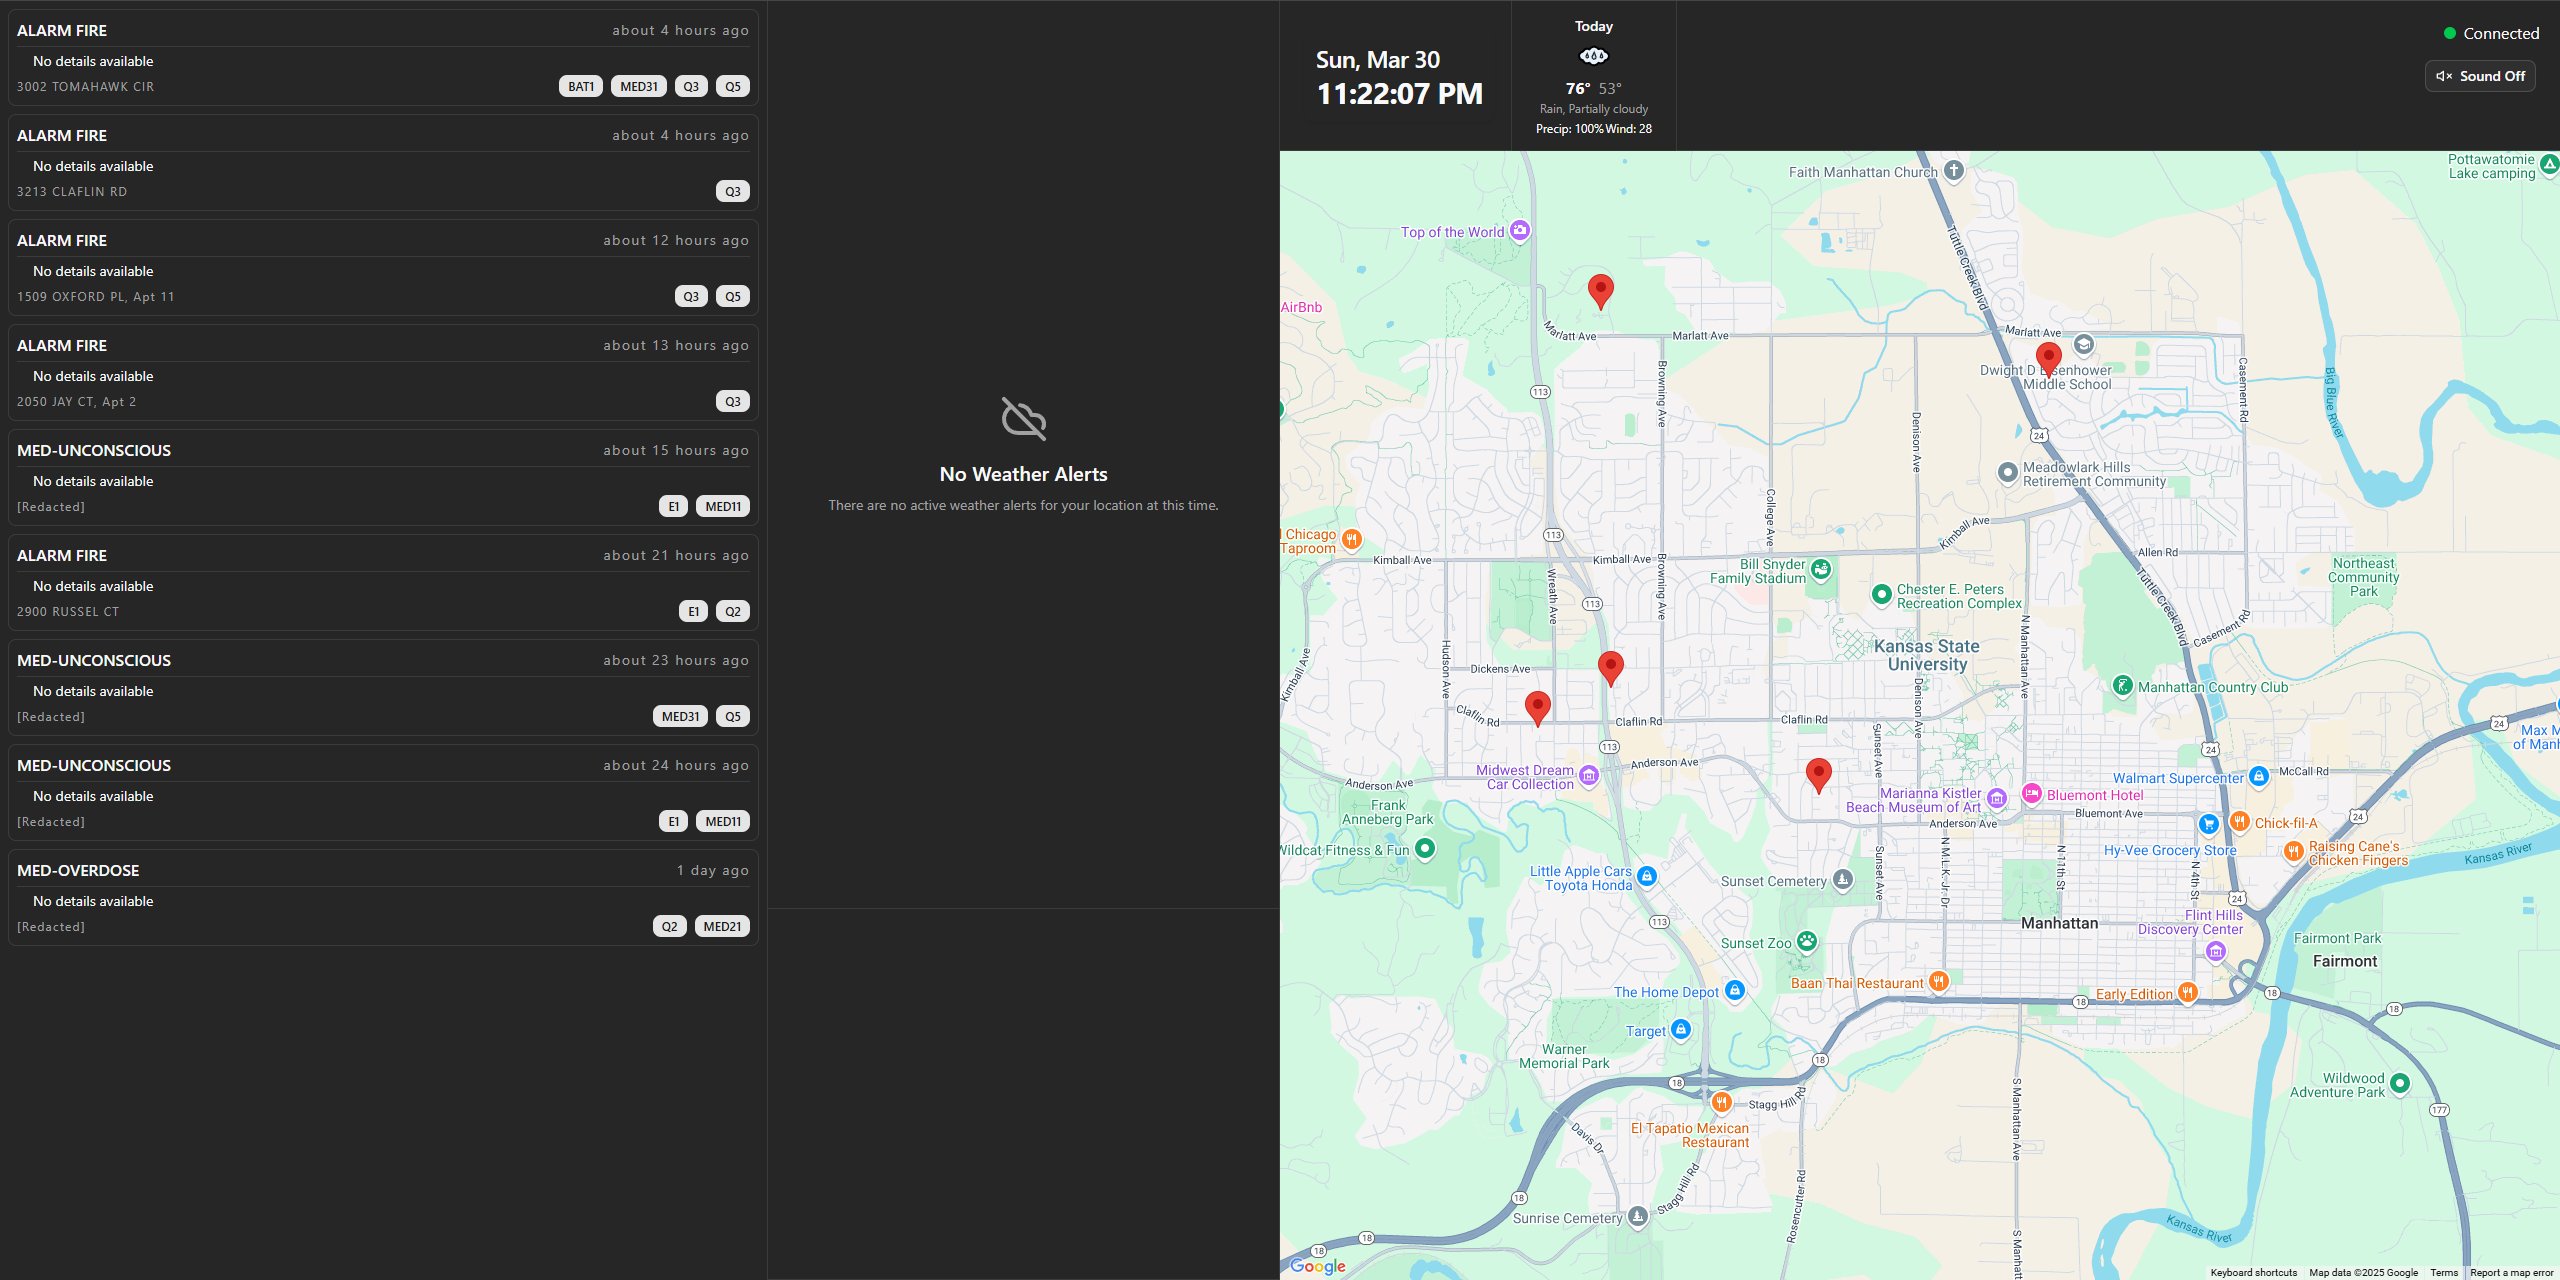 ALARM FIRE
about 4 hours ago
No details available
3002 TOMAHAWK CIR
BAT1 MED31 Q3 Q5
ALARM FIRE
about 4 hours ago
No details available
3213 CLAFLIN RD
Q3
ALARM FIRE
about 12 hours ago
No details available
1509 OXFORD PL, Apt 11
Q3 Q5
ALARM FIRE
about 13 hours ago
No details available
2050 JAY CT, Apt 2
Q3
MED-UNCONSCIOUS
about 15 hours ago
No details available
[Redacted]
E1 MED11
ALARM FIRE
about 21 hours ago
No details available
2900 RUSSEL CT
E1 Q2
MED-UNCONSCIOUS
about 23 hours ago
No details available
[Redacted]
MED31 Q5
MED-UNCONSCIOUS
about 24 hours ago
No details available
[Redacted]
E1 MED11
MED-OVERDOSE
1 day ago
No details available
[Redacted]
Q2 MED21
No Weather Alerts
There are no active weather alerts for your location at this time.
Sun, Mar 30
11:22:07 PM
Today
76° 53°
Rain, Partially cloudy
Precip: 100% Wind: 28
Connected
Sound Off
Faith Manhattan Church
Pottawatomie
Lake camping
Top of the World
Tuttle Creek Blvd
AirBnb
Marlatt Ave
Marlatt Ave
Marlatt Ave
Dwight D Eisenhower
Middle School
Casement Rd
Big Blue River
113
Browning Ave
Denison Ave
24
Meadowlark Hills
Retirement Community
College Ave
Chicago
Taproom
113
Kimball Ave
Kimball Ave
Kimball Ave
Allen Rd
Bill Snyder
Family Stadium
Northeast
Community
Park
Wreath Ave
Browning Ave
Chester E. Peters
Recreation Complex
Tuttle Creek Blvd
113
Casement Rd
N Manhattan Ave
Kansas State
University
Hudson Ave
Kimball Ave
Dickens Ave
Denison Ave
Manhattan Country Club
Claflin Rd
Claflin Rd
Claflin Rd
24
Max M
of Manh
113
Sunset Ave
24
Anderson Ave
Midwest Dream
Car Collection
Anderson Ave
Walmart Supercenter
McCall Rd
Marianna Kistler
Beach Museum of Art
Bluemont Hotel
Frank
Anneberg Park
Anderson Ave
Bluemont Ave
24
Chick-fil-A
Wildcat Fitness & Fun
Hy-Vee Grocery Store
Raising Cane's
Chicken Fingers
Kansas River
Little Apple Cars
Toyota Honda
Sunset Cemetery
Sunset Ave
N M.L.K. Jr. Dr
N 11th St
N 4th St
24
113
Manhattan
Flint Hills
Discovery Center
Sunset Zoo
Fairmont Park
Fairmont
Baan Thai Restaurant
The Home Depot
Early Edition
18
18
18
Target
Warner
Memorial Park
18
18
Wildwood
Adventure Park
Stagg Hill Rd
177
El Tapatio Mexican
Restaurant
Davis Dr
S Manhattan Ave
Stagg Hill Rd
Rosencutter Rd
18
Sunrise Cemetery
Kansas River
18
18
S Manhatt
Google
Keyboard shortcuts
Map data ©2025 Google
Terms
Report a map error